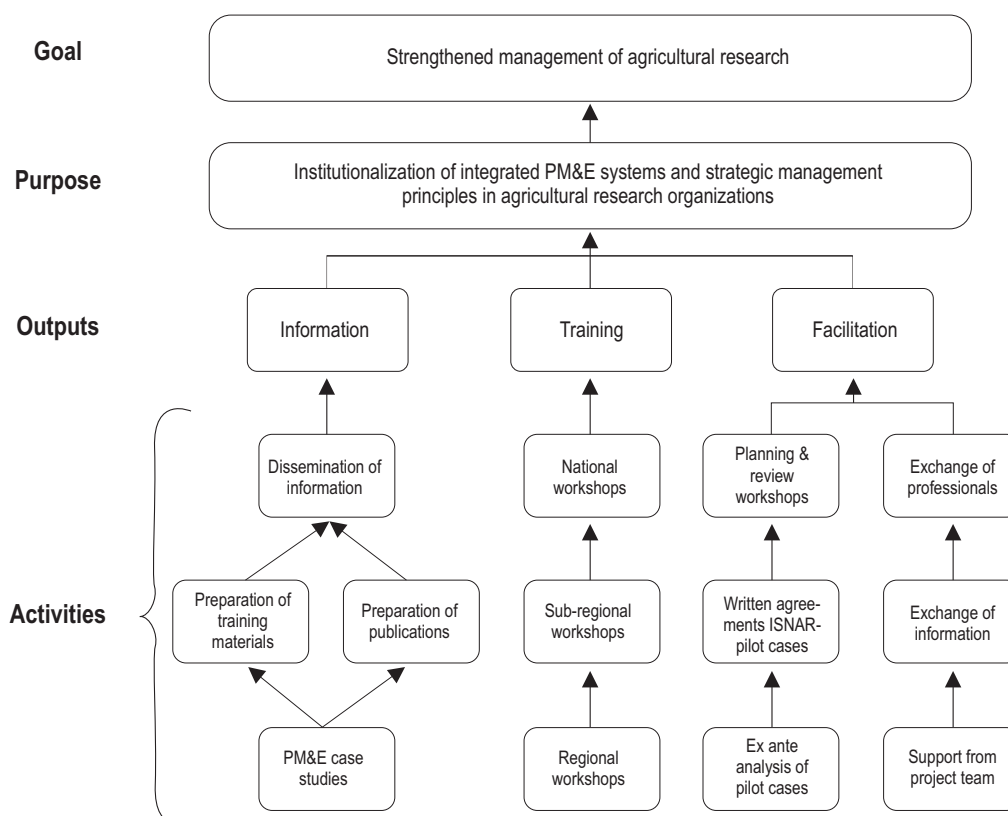 Goal
Strengthened management of agricultural research
Purpose
Institutionalization of integrated PM&E systems and strategic management
principles in agricultural research organizations
Outputs
Information
Training
Facilitation
Activities
Dissemination of
information
National
workshops
Planning &
review
workshops
Exchange of
professionals
Preparation of
training
materials
Preparation of
publications
Sub-regional
workshops
Written agree-
ments ISNAR-
pilot cases
Exchange of
information
PM&E case
studies
Regional
workshops
Ex ante
analysis of
pilot cases
Support from
project team